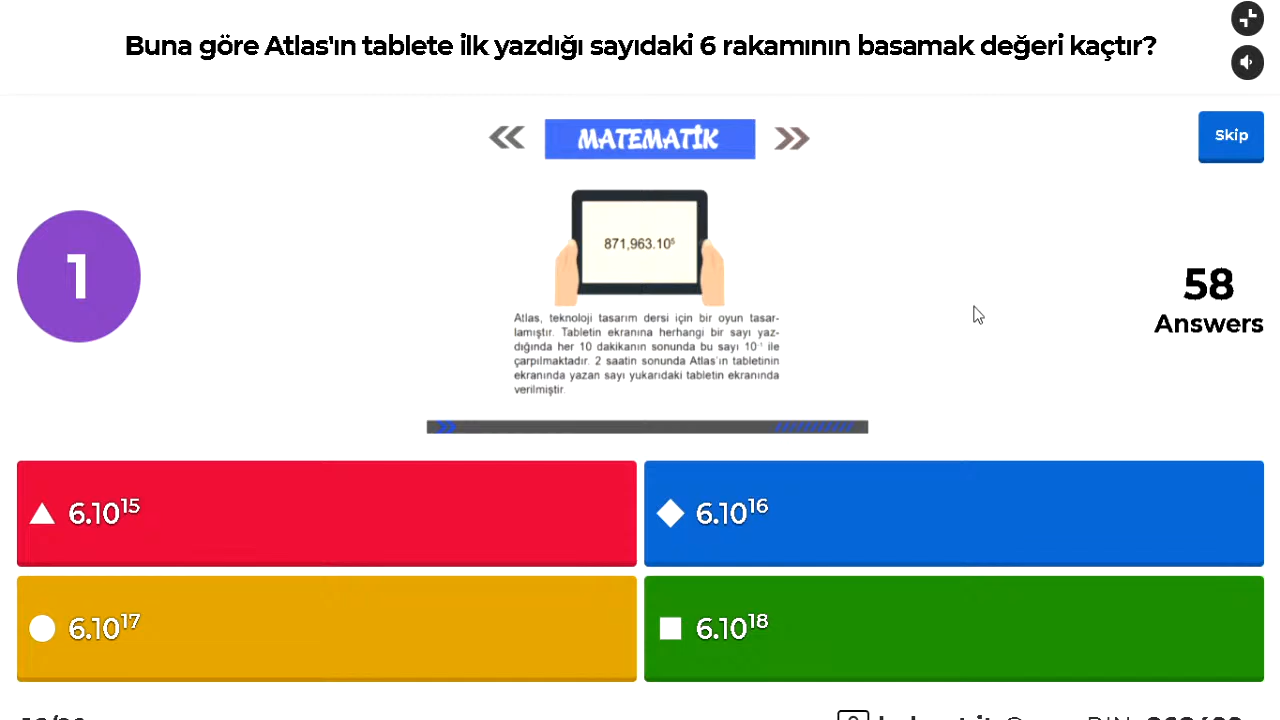 Buna göre Atlas'ın tablete ilk yazdığı sayıdaki 6 rakamının basamak değeri kaçtır?
MATEMATİK
Skip
871,963.10⁵
1
58
Answers
Atlas, teknoloji tasarım dersi için bir oyun tasar-
lamıştır. Tabletin ekranına herhangi bir sayı yaz-
dığında her 10 dakikanın sonunda bu sayı 10⁻¹ ile
çarpılmaktadır. 2 saatin sonunda Atlas'ın tabletinin
ekranında yazan sayı yukarıdaki tabletin ekranında
verilmiştir.
6.10¹⁵
6.10¹⁶
6.10¹⁷
6.10¹⁸